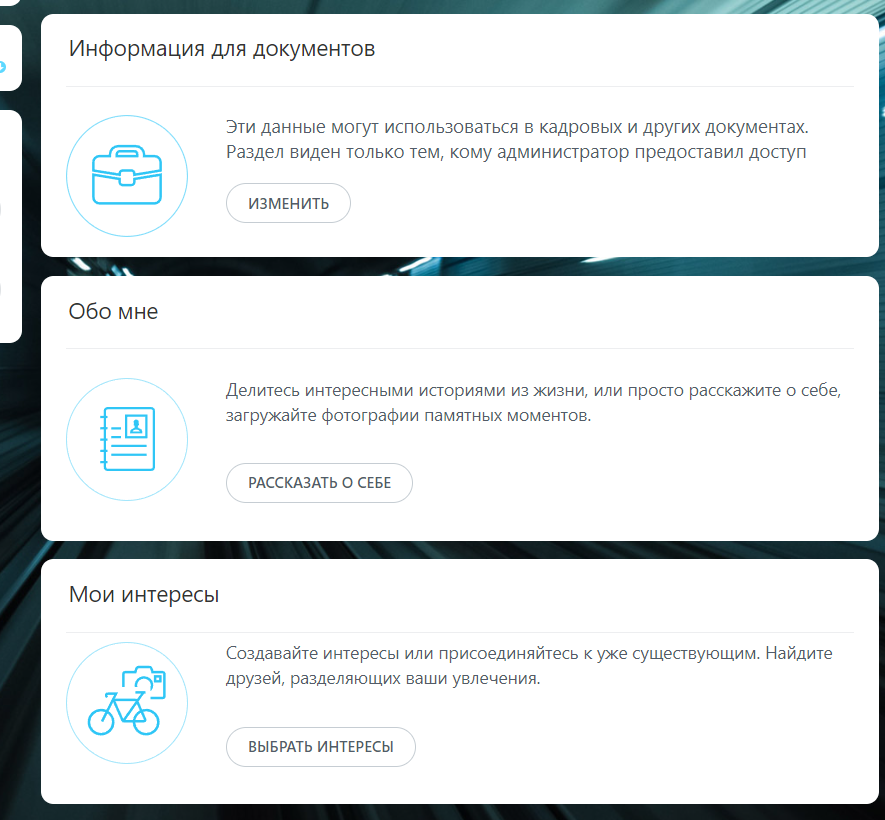 Информация для документов
Эти данные могут использоваться в кадровых и других документах.
Раздел виден только тем, кому администратор предоставил доступ
ИЗМЕНИТЬ
Обо мне
Делитесь интересными историями из жизни, или просто расскажите о себе,
загружайте фотографии памятных моментов.
РАССКАЗАТЬ О СЕБЕ
Мои интересы
Создавайте интересы или присоединяйтесь к уже существующим. Найдите
друзей, разделяющих ваши увлечения.
ВЫБРАТЬ ИНТЕРЕСЫ